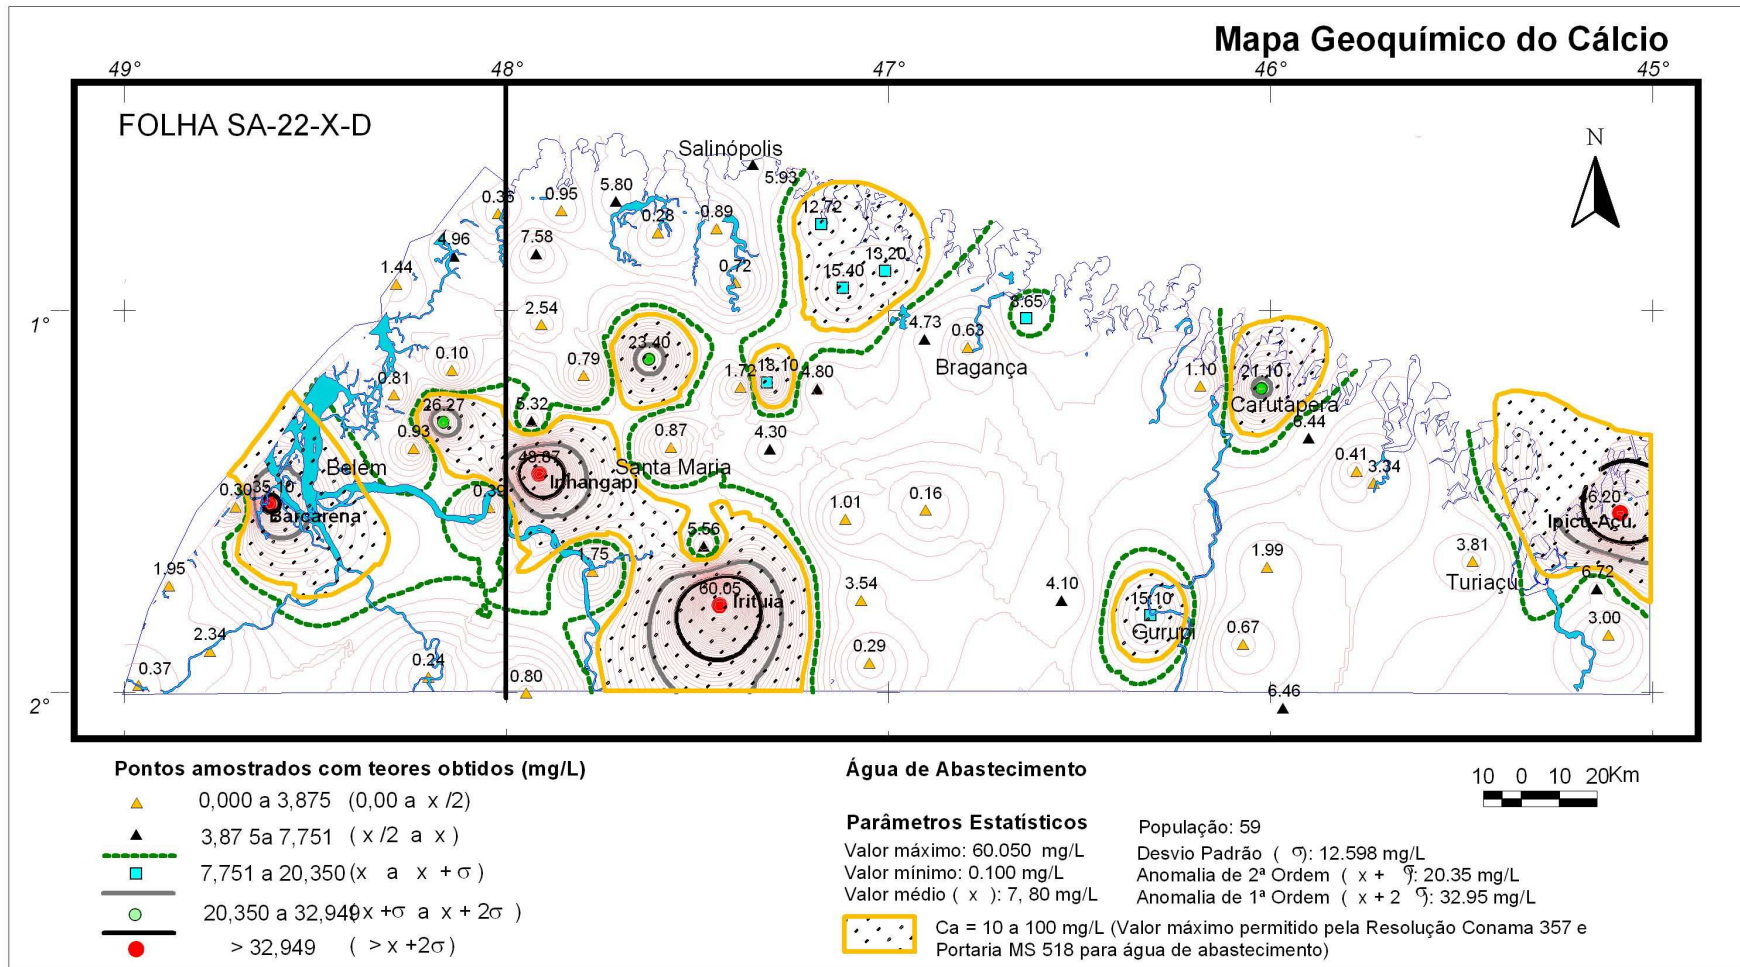 Mapa Geoquímico do Cálcio
49° 48° 47° 46° 45°
FOLHA SA-22-X-D
N
Salinópolis
5.93
5.80
0.36
0.95
0.28
0.89
12.72
4.96
7.58
13.20
1.44
0.72
15.40
8.65
2.54
1°
4.73
0.63
23.40
0.10
0.79
1.72
18.10
4.80
Bragança
1.10
21.10
0.81
Carutapera
26.27
5.32
6.44
0.93
0.87
4.30
Belém
48.87
Santa Maria
0.41
3.34
Inhangapi
0.30
35.10
0.39
1.01
0.16
Barcarena
Ipicu-Açu
5.56
1.75
1.95
1.99
3.81
6.72
Turiaçu
60.05
Irituia
3.54
4.10
15.10
Gurupi
0.67
3.00
2.34
0.29
0.37
0.24
0.80
6.46
2°
Pontos amostrados com teores obtidos (mg/L)
0,000 a 3,875 (0,00 a x /2)
3,87 5a 7,751 ( x /2 a x )
7,751 a 20,350 (x a x + σ )
20,350 a 32,949 (x +σ a x + 2σ )
> 32,949 ( > x +2σ)
Água de Abastecimento
Parâmetros Estatísticos
Valor máximo: 60.050 mg/L
Valor mínimo: 0.100 mg/L
Valor médio ( x ): 7, 80 mg/L
População: 59
Desvio Padrão ( σ): 12.598 mg/L
Anomalia de 2ª Ordem ( x + σ): 20.35 mg/L
Anomalia de 1ª Ordem ( x + 2 σ): 32.95 mg/L
Ca = 10 a 100 mg/L (Valor máximo permitido pela Resolução Conama 357 e
Portaria MS 518 para água de abastecimento)
10 0 10 20Km